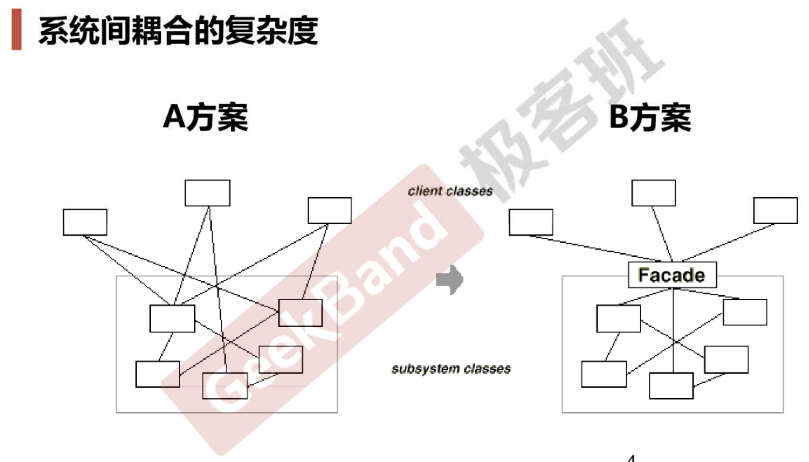 系统间耦合的复杂度
A方案
B方案
client classes
Facade
subsystem classes
GeekBand 极客班
4